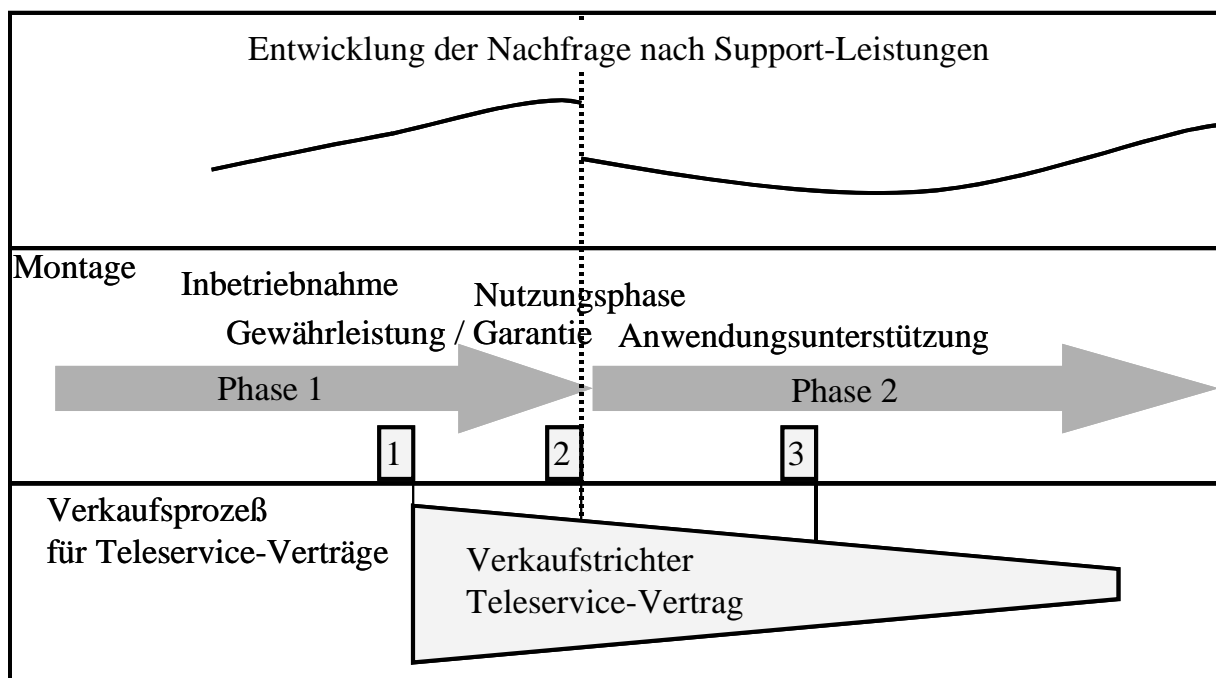 Entwicklung der Nachfrage nach Support-Leistungen
Montage
Inbetriebnahme
Nutzungsphase
Gewährleistung / Garantie
Anwendungsunterstützung
Phase 1
Phase 2
1
2
3
Verkaufsprozeß
für Teleservice-Verträge
Verkaufstrichter
Teleservice-Vertrag